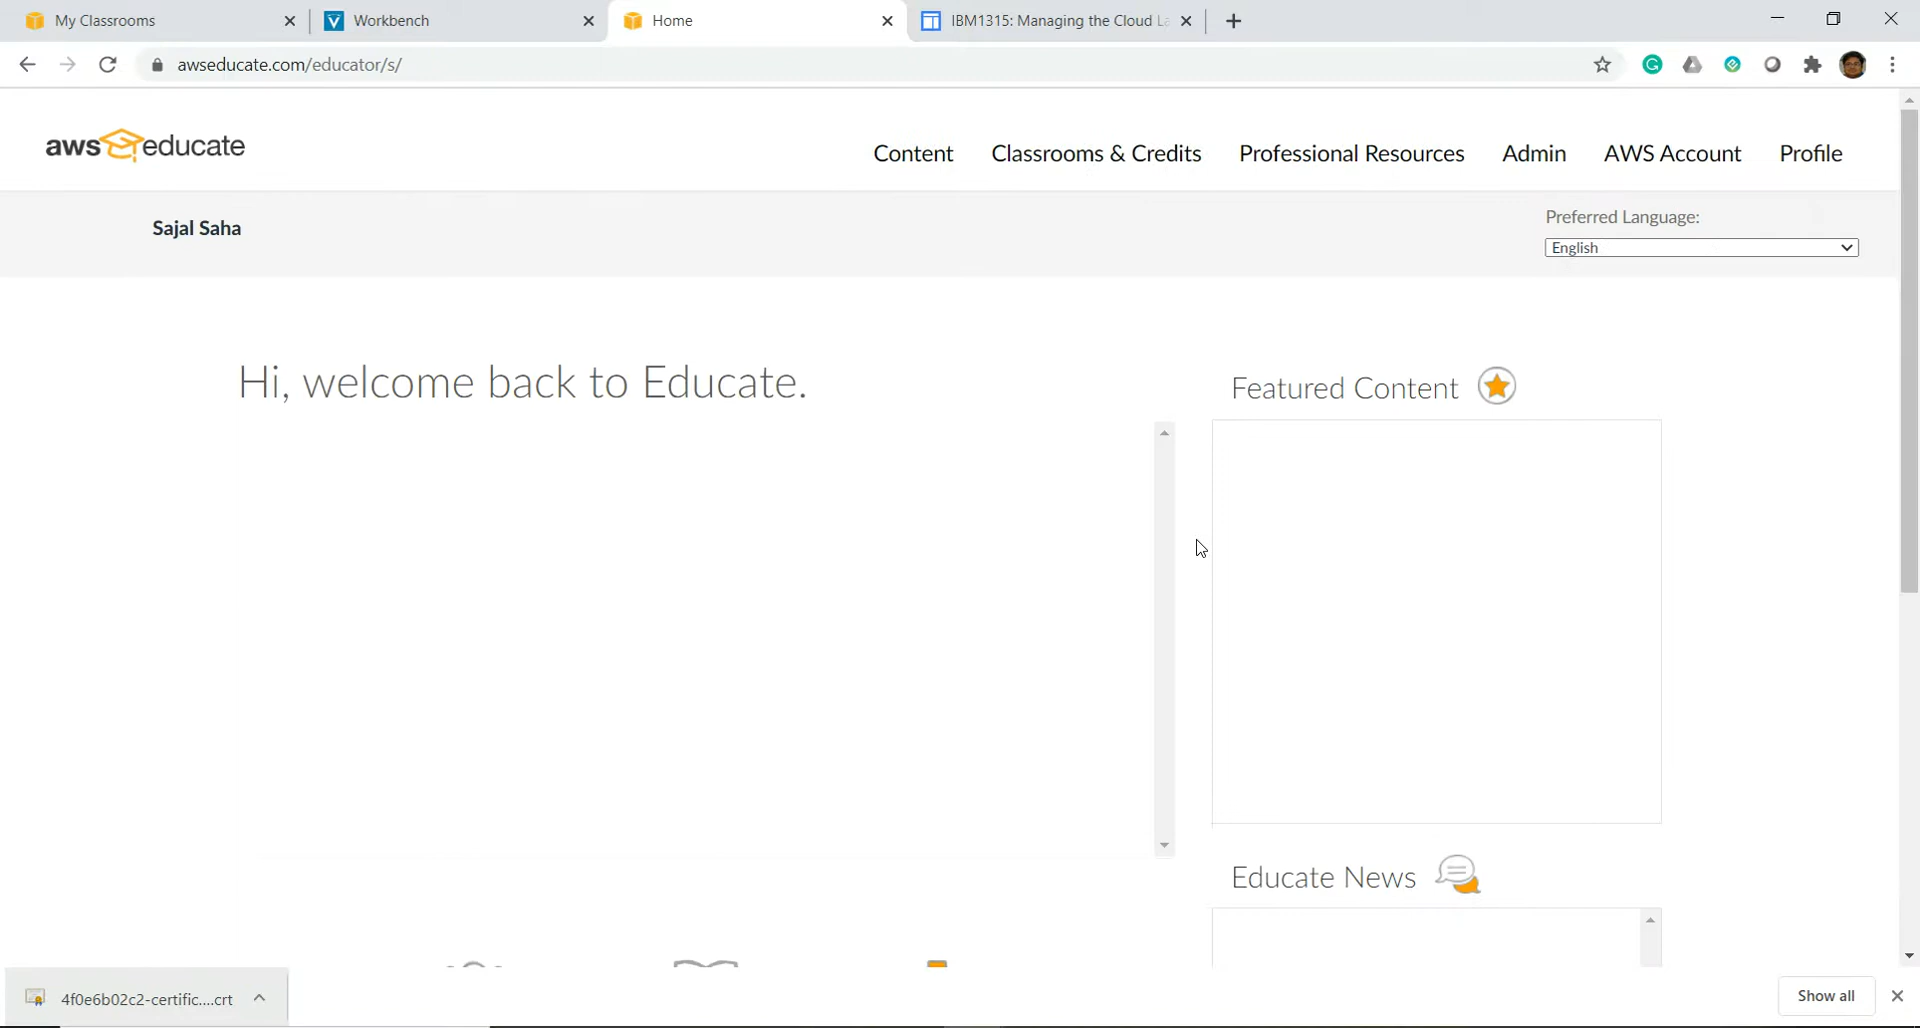 My Classrooms
Workbench
Home
IBM1315: Managing the Cloud La
awseducate.com/educator/s/
aws educate
Content
Classrooms & Credits
Professional Resources
Admin
AWS Account
Profile
Sajal Saha
Preferred Language:
English
Hi, welcome back to Educate.
Featured Content
Educate News
4f0e6b02c2-certific....crt
Show all